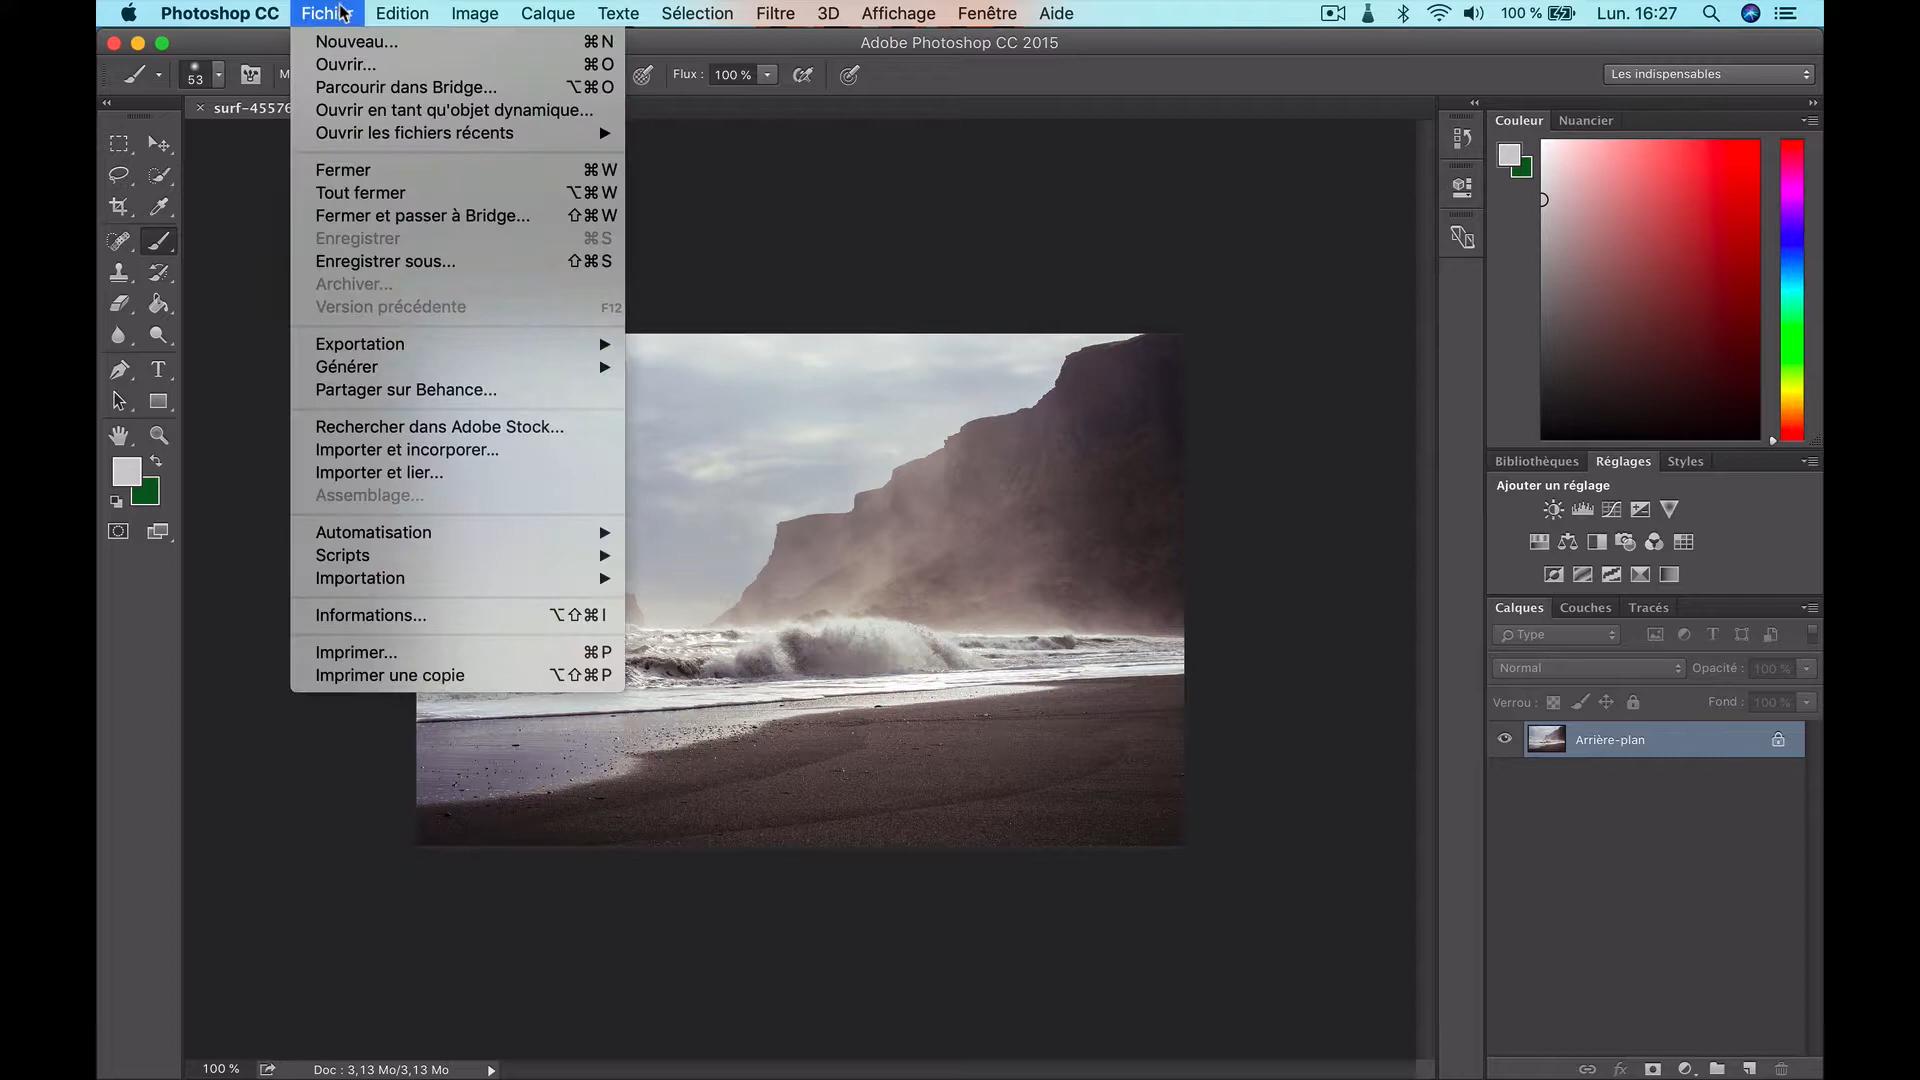 Photoshop CC Fichier Edition Image Calque Texte Sélection Filtre 3D Affichage Fenêtre Aide 100 % Lun. 16:27
Adobe Photoshop CC 2015
53 Flux : 100 % Les indispensables
× surf-45576
Nouveau... ⌘N
Ouvrir... ⌘O
Parcourir dans Bridge... ⌥⌘O
Ouvrir en tant qu'objet dynamique...
Ouvrir les fichiers récents
Fermer ⌘W
Tout fermer ⌥⌘W
Fermer et passer à Bridge... ⇧⌘W
Enregistrer ⌘S
Enregistrer sous... ⇧⌘S
Archiver...
Version précédente F12
Exportation
Générer
Partager sur Behance...
Rechercher dans Adobe Stock...
Importer et incorporer...
Importer et lier...
Assemblage...
Automatisation
Scripts
Importation
Informations... ⌥⇧⌘I
Imprimer... ⌘P
Imprimer une copie ⌥⇧⌘P
Couleur Nuancier
Bibliothèques Réglages Styles
Ajouter un réglage
Calques Couches Tracés
Type
Normal Opacité : 100 %
Verrou : Fond : 100 %
Arrière-plan
100 % Doc : 3,13 Mo/3,13 Mo